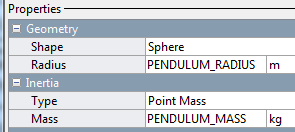 Properties
Geometry
Shape Sphere
Radius PENDULUM_RADIUS m
Inertia
Type Point Mass
Mass PENDULUM_MASS kg